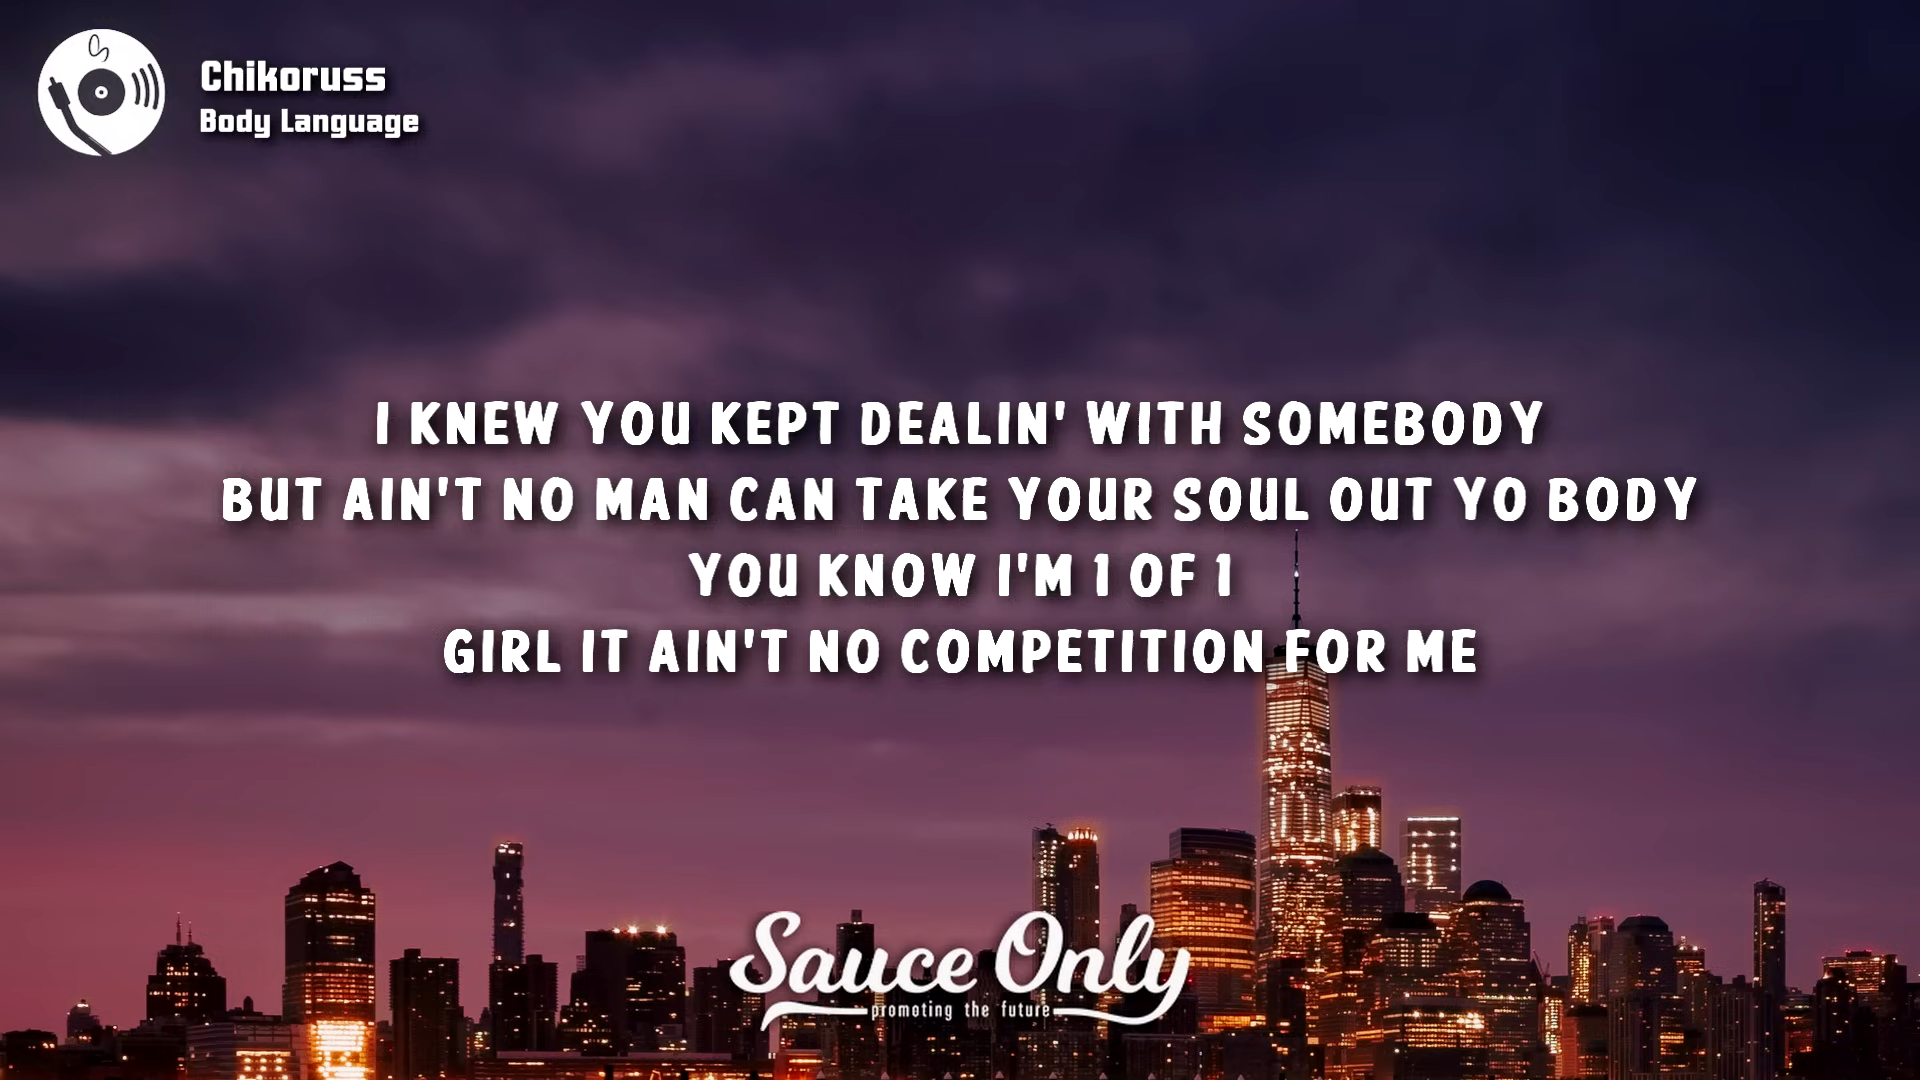 Chikoruss
Body Language
I KNEW YOU KEPT DEALIN' WITH SOMEBODY
BUT AIN'T NO MAN CAN TAKE YOUR SOUL OUT YO BODY
YOU KNOW I'M 1 OF 1
GIRL IT AIN'T NO COMPETITION FOR ME
Sauce Only
promoting the future